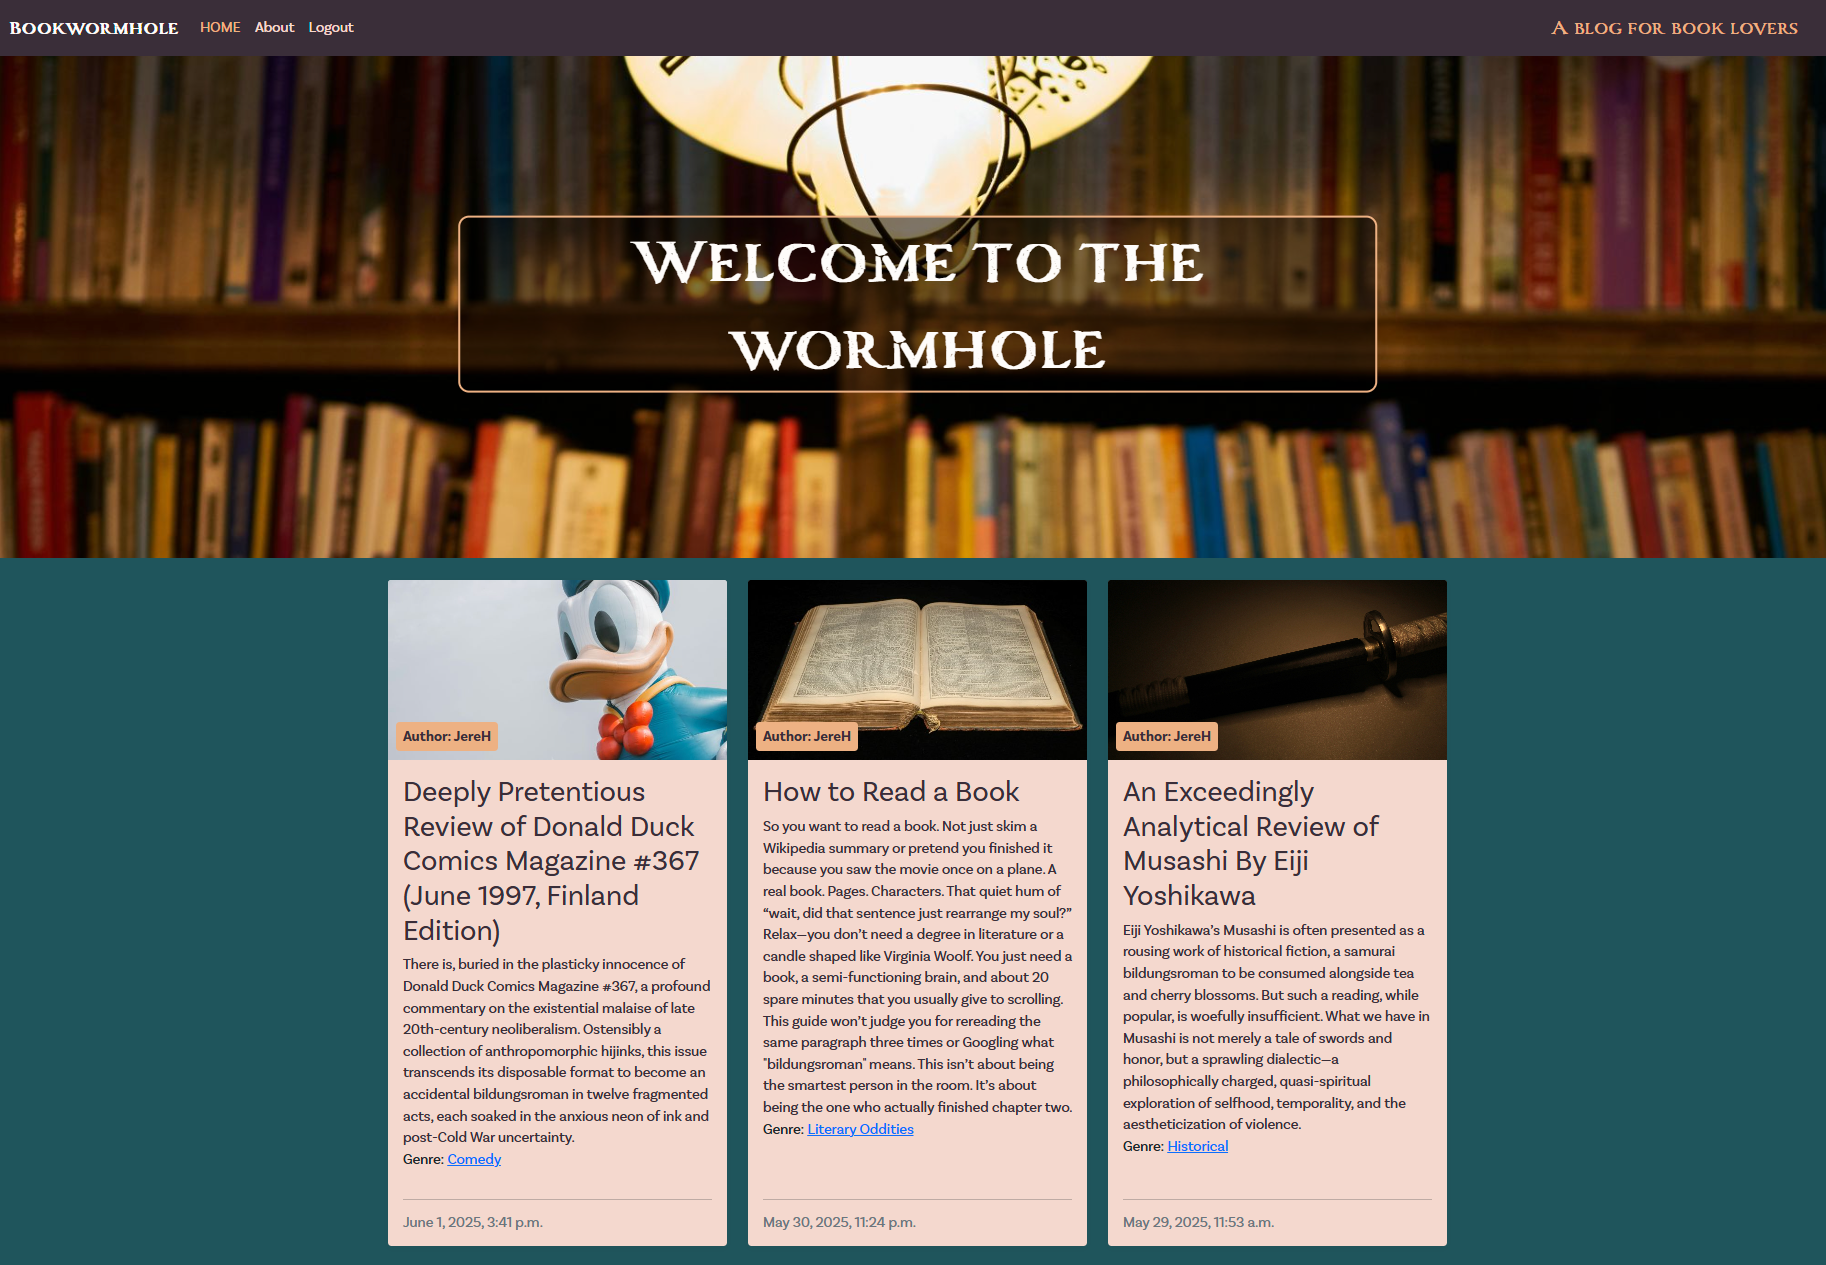 Bookwormhole HOME About Logout A blog for book lovers
Welcome to the
wormhole
Author: JereH
Deeply Pretentious
Review of Donald Duck
Comics Magazine #367
(June 1997, Finland
Edition)
There is, buried in the plasticky innocence of
Donald Duck Comics Magazine #367, a profound
commentary on the existential malaise of late
20th-century neoliberalism. Ostensibly a
collection of anthropomorphic hijinks, this issue
transcends its disposable format to become an
accidental bildungsroman in twelve fragmented
acts, each soaked in the anxious neon of ink and
post-Cold War uncertainty.
Genre: Comedy
June 1, 2025, 3:41 p.m.
Author: JereH
How to Read a Book
So you want to read a book. Not just skim a
Wikipedia summary or pretend you finished it
because you saw the movie once on a plane. A
real book. Pages. Characters. That quiet hum of
“wait, did that sentence just rearrange my soul?”
Relax—you don’t need a degree in literature or a
candle shaped like Virginia Woolf. You just need a
book, a semi-functioning brain, and about 20
spare minutes that you usually give to scrolling.
This guide won’t judge you for rereading the
same paragraph three times or Googling what
"bildungsroman" means. This isn’t about being
the smartest person in the room. It’s about
being the one who actually finished chapter two.
Genre: Literary Oddities
May 30, 2025, 11:24 p.m.
Author: JereH
An Exceedingly
Analytical Review of
Musashi By Eiji
Yoshikawa
Eiji Yoshikawa’s Musashi is often presented as a
rousing work of historical fiction, a samurai
bildungsroman to be consumed alongside tea
and cherry blossoms. But such a reading, while
popular, is woefully insufficient. What we have in
Musashi is not merely a tale of swords and
honor, but a sprawling dialectic—a
philosophically charged, quasi-spiritual
exploration of selfhood, temporality, and the
aestheticization of violence.
Genre: Historical
May 29, 2025, 11:53 a.m.